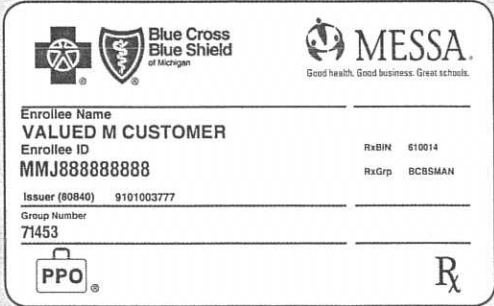 Blue Cross
Blue Shield
of Michigan
MESSA.
Good health. Good business. Great schools.
Enrollee Name
VALUED M CUSTOMER
Enrollee ID
MMJ888888888
RxBIN 610014
RxGrp BCBSMAN
Issuer (80840) 9101003777
Group Number
71453
PPO
Rx